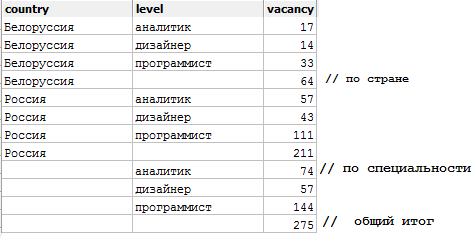 country level vacancy
Белоруссия аналитик 17
Белоруссия дизайнер 14
Белоруссия программист 33
Белоруссия 64 // по стране
Россия аналитик 57
Россия дизайнер 43
Россия программист 111
Россия 211
аналитик 74 // по специальности
дизайнер 57
программист 144
275 // общий итог